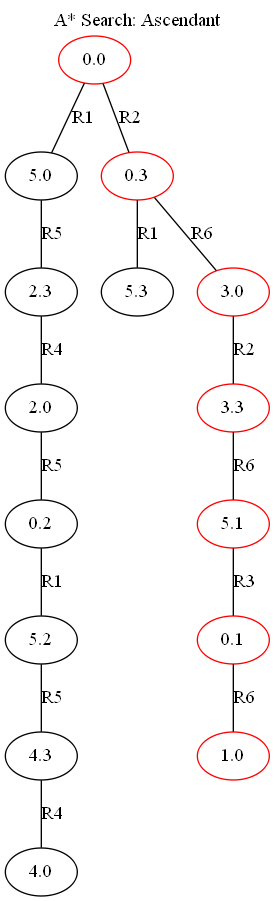 A* Search: Ascendant
0.0
R1 R2
5.0 0.3
R5 R1 R6
2.3 5.3 3.0
R4 R2
2.0 3.3
R5 R6
0.2 5.1
R1 R3
5.2 0.1
R5 R6
4.3 1.0
R4
4.0